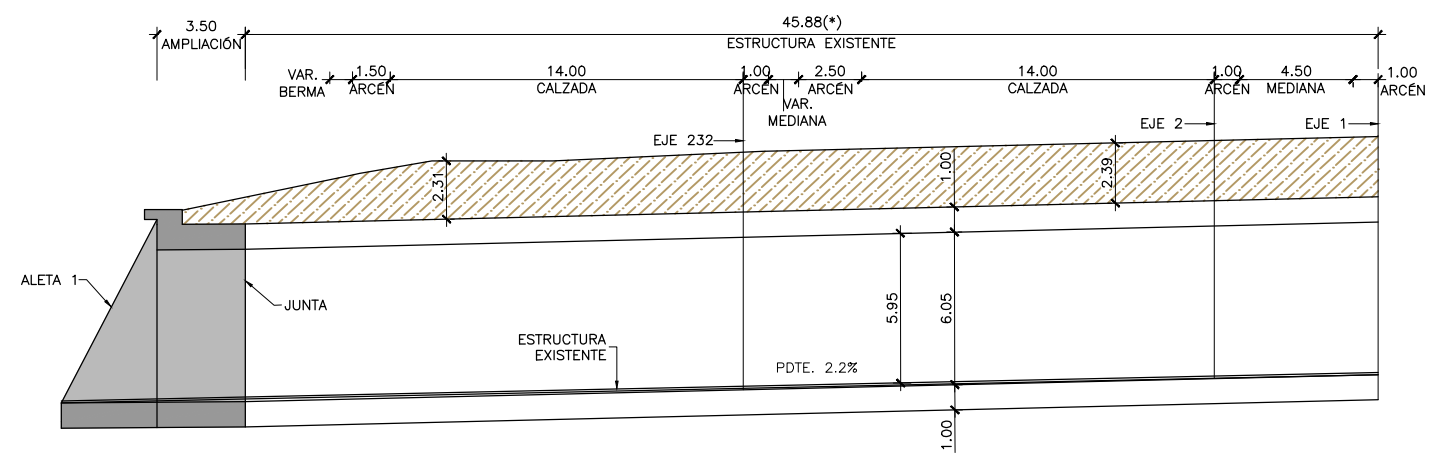 3.50
AMPLIACIÓN
45.88(*)
ESTRUCTURA EXISTENTE
VAR.
BERMA
1.50
ARCÉN
14.00
CALZADA
1.00
ARCÉN
VAR.
MEDIANA
2.50
ARCÉN
14.00
CALZADA
1.00
ARCÉN
4.50
MEDIANA
1.00
ARCÉN
EJE 232
EJE 2
EJE 1
2.31
1.00
2.39
ALETA 1
JUNTA
5.95
6.05
ESTRUCTURA
EXISTENTE
PDTE. 2.2%
1.00